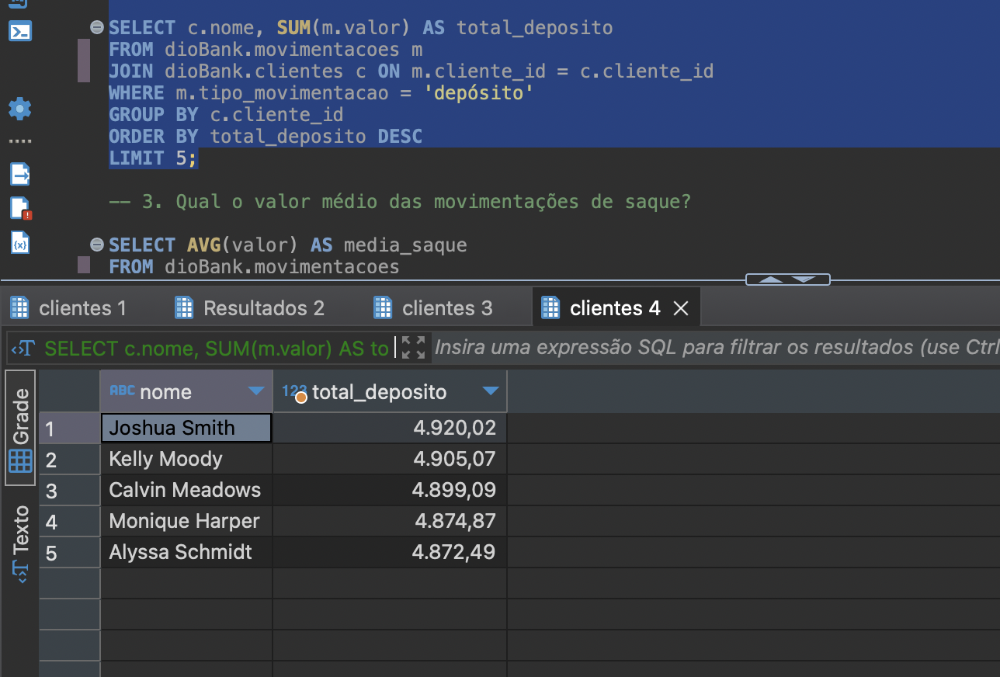 SELECT c.nome, SUM(m.valor) AS total_deposito
FROM dioBank.movimentacoes m
JOIN dioBank.clientes c ON m.cliente_id = c.cliente_id
WHERE m.tipo_movimentacao = 'depósito'
GROUP BY c.cliente_id
ORDER BY total_deposito DESC
LIMIT 5;
-- 3. Qual o valor médio das movimentações de saque?
SELECT AVG(valor) AS media_saque
FROM dioBank.movimentacoes
clientes 1 Resultados 2 clientes 3 clientes 4
SELECT c.nome, SUM(m.valor) AS to Insira uma expressão SQL para filtrar os resultados (use Ctrl
Grade
Texto
ABC nome 123 total_deposito
1 Joshua Smith 4.920,02
2 Kelly Moody 4.905,07
3 Calvin Meadows 4.899,09
4 Monique Harper 4.874,87
5 Alyssa Schmidt 4.872,49